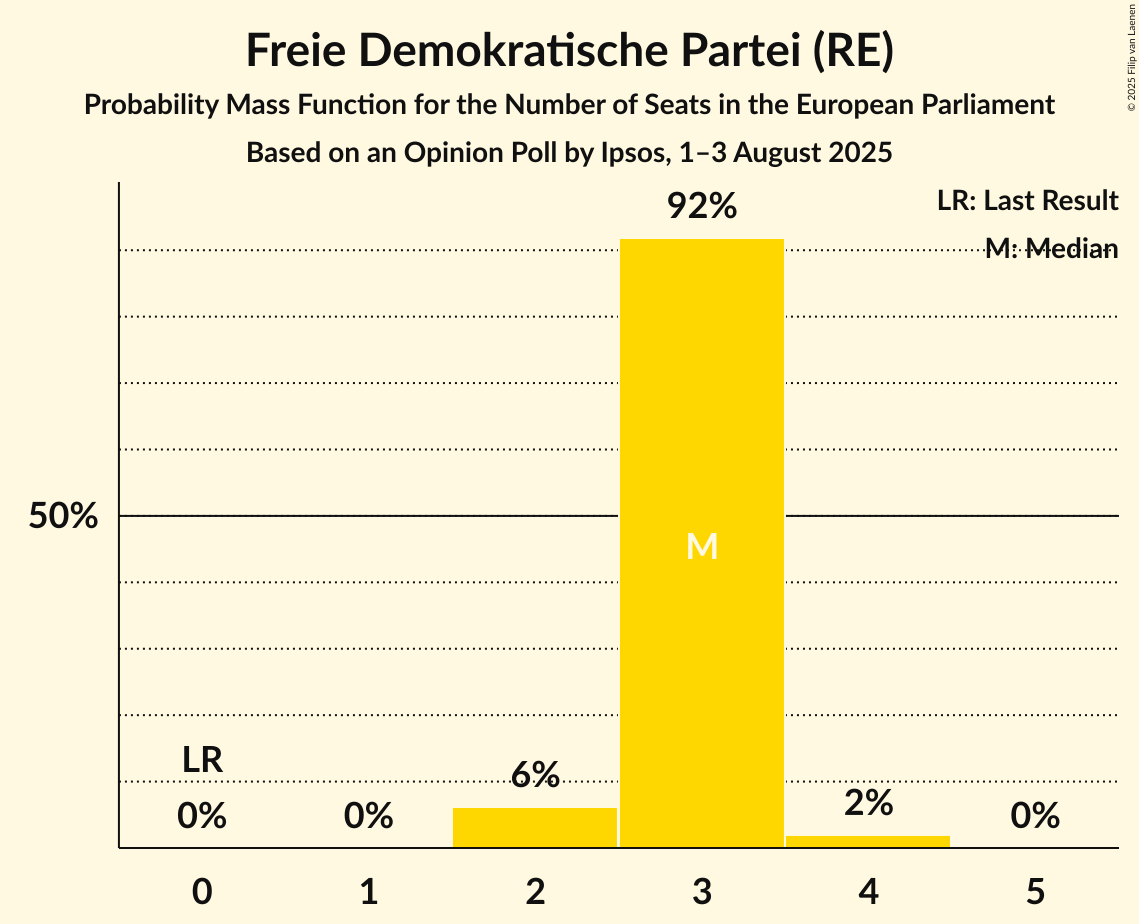 Freie Demokratische Partei (RE)
Probability Mass Function for the Number of Seats in the European Parliament
Based on an Opinion Poll by Ipsos, 1–3 August 2025
© 2025 Filip van Laenen
LR: Last Result
M: Median
92%
50%
M
LR
0%
0%
6%
2%
0%
0
1
2
3
4
5